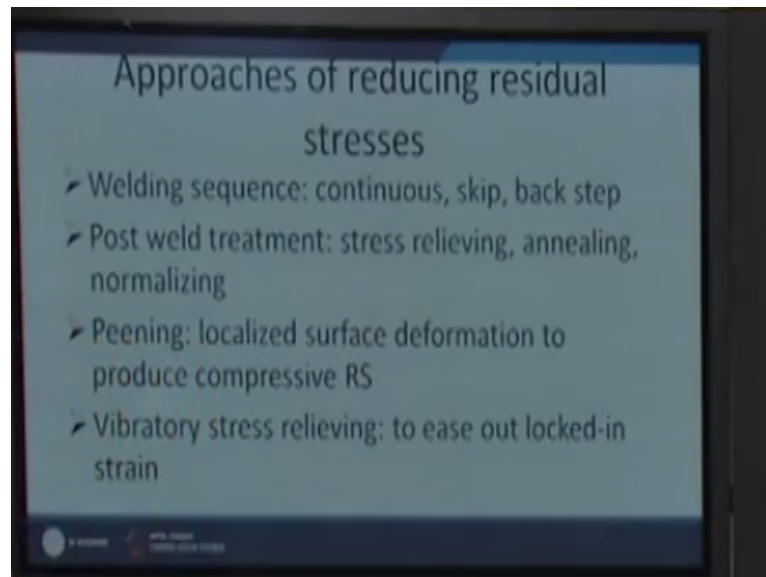 Approaches of reducing residual
stresses
➤ Welding sequence: continuous, skip, back step
➤ Post weld treatment: stress relieving, annealing,
normalizing
➤ Peening: localized surface deformation to
produce compressive RS
➤ Vibratory stress relieving: to ease out locked-in
strain